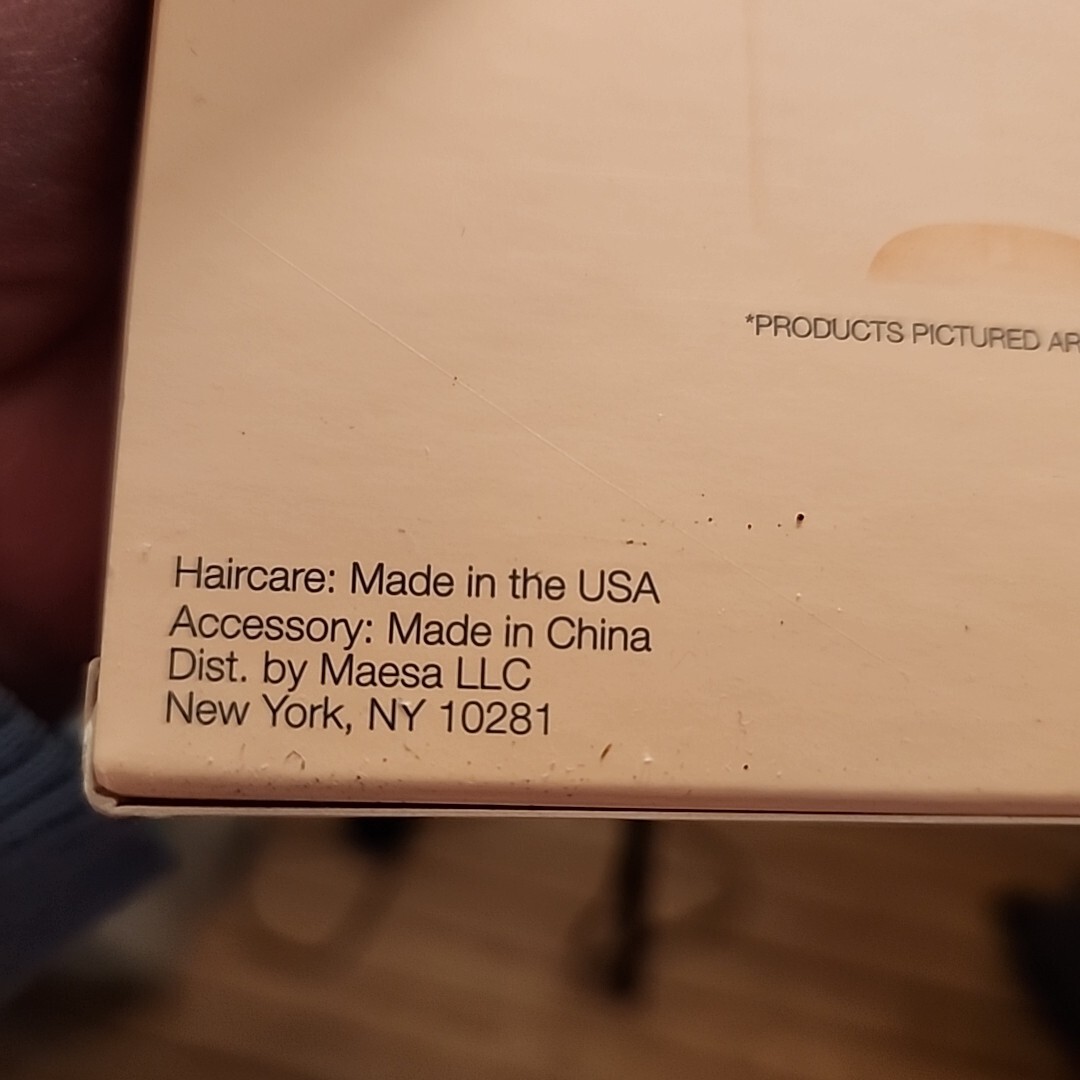 *PRODUCTS PICTURED
Haircare: Made in the USA
Accessory: Made in China
Dist. by Maesa LLC
New York, NY 10281